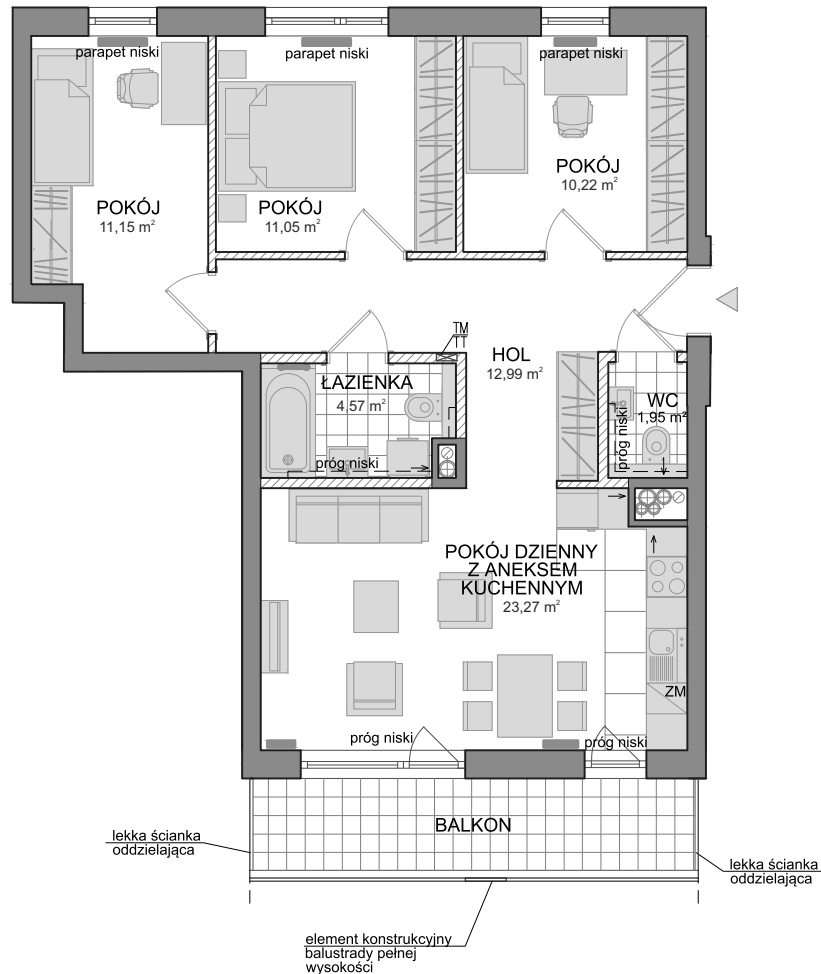 parapet niski
parapet niski
parapet niski
POKÓJ
11,15 m²
POKÓJ
11,05 m²
POKÓJ
10,22 m²
TM
TT
HOL
12,99 m²
ŁAZIENKA
4,57 m²
próg niski
WC
1,95 m²
próg niski
POKÓJ DZIENNY
Z ANEKSEM
KUCHENNYM
23,27 m²
ZM
próg niski
próg niski
BALKON
lekka ścianka
oddzielająca
lekka ścianka
oddzielająca
element konstrukcyjny
balustrady pełnej
wysokości